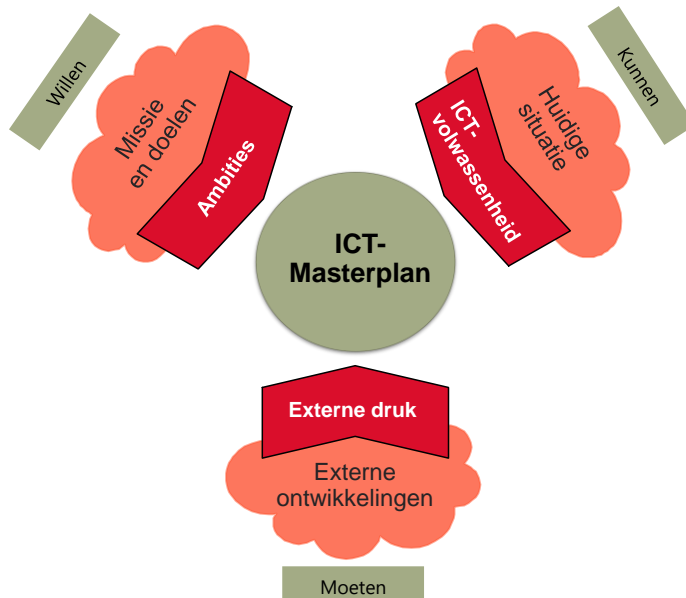 Willen
Missie
en doelen
Ambities
Kunnen
Huidige
situatie
ICT-
volwassenheid
ICT-
Masterplan
Externe druk
Externe
ontwikkelingen
Moeten